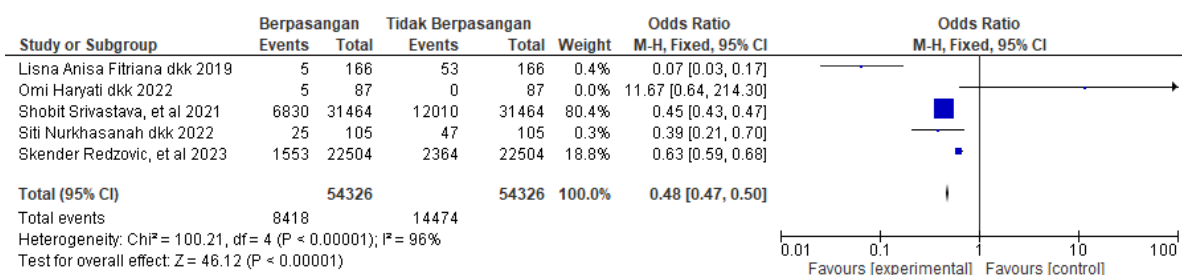 Berpasangan Tidak Berpasangan Odds Ratio Odds Ratio
Study or Subgroup Events Total Events Total Weight M-H, Fixed, 95% CI M-H, Fixed, 95% CI
Lisna Anisa Fitriana dkk 2019 5 166 53 166 0.4% 0.07 [0.03, 0.17]
Omi Haryati dkk 2022 5 87 0 87 0.0% 11.67 [0.64, 214.30]
Shobit Srivastava, et al 2021 6830 31464 12010 31464 80.4% 0.45 [0.43, 0.47]
Siti Nurkhasanah dkk 2022 25 105 47 105 0.3% 0.39 [0.21, 0.70]
Skender Redzovic, et al 2023 1553 22504 2364 22504 18.8% 0.63 [0.59, 0.68]
Total (95% CI) 54326 54326 100.0% 0.48 [0.47, 0.50]
Total events 8418 14474
Heterogeneity: Chi² = 100.21, df = 4 (P < 0.00001); I² = 96%
Test for overall effect: Z = 46.12 (P < 0.00001)
0.01 0.1 1 10 100
Favours [experimental] Favours [control]